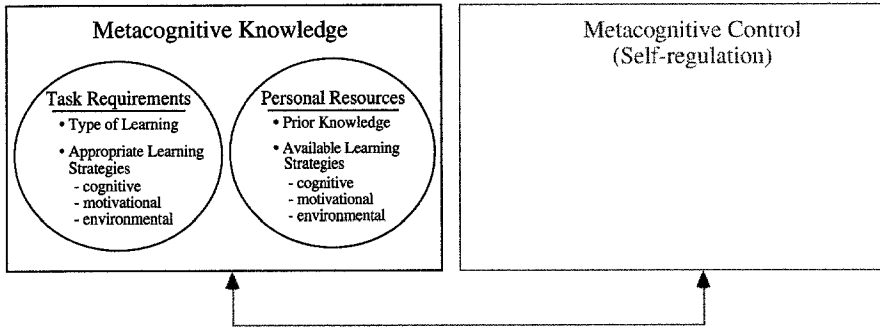 Metacognitive Knowledge
Task Requirements
• Type of Learning
• Appropriate Learning
Strategies
- cognitive
- motivational
- environmental
Personal Resources
• Prior Knowledge
• Available Learning
Strategies
- cognitive
- motivational
- environmental
Metacognitive Control
(Self-regulation)